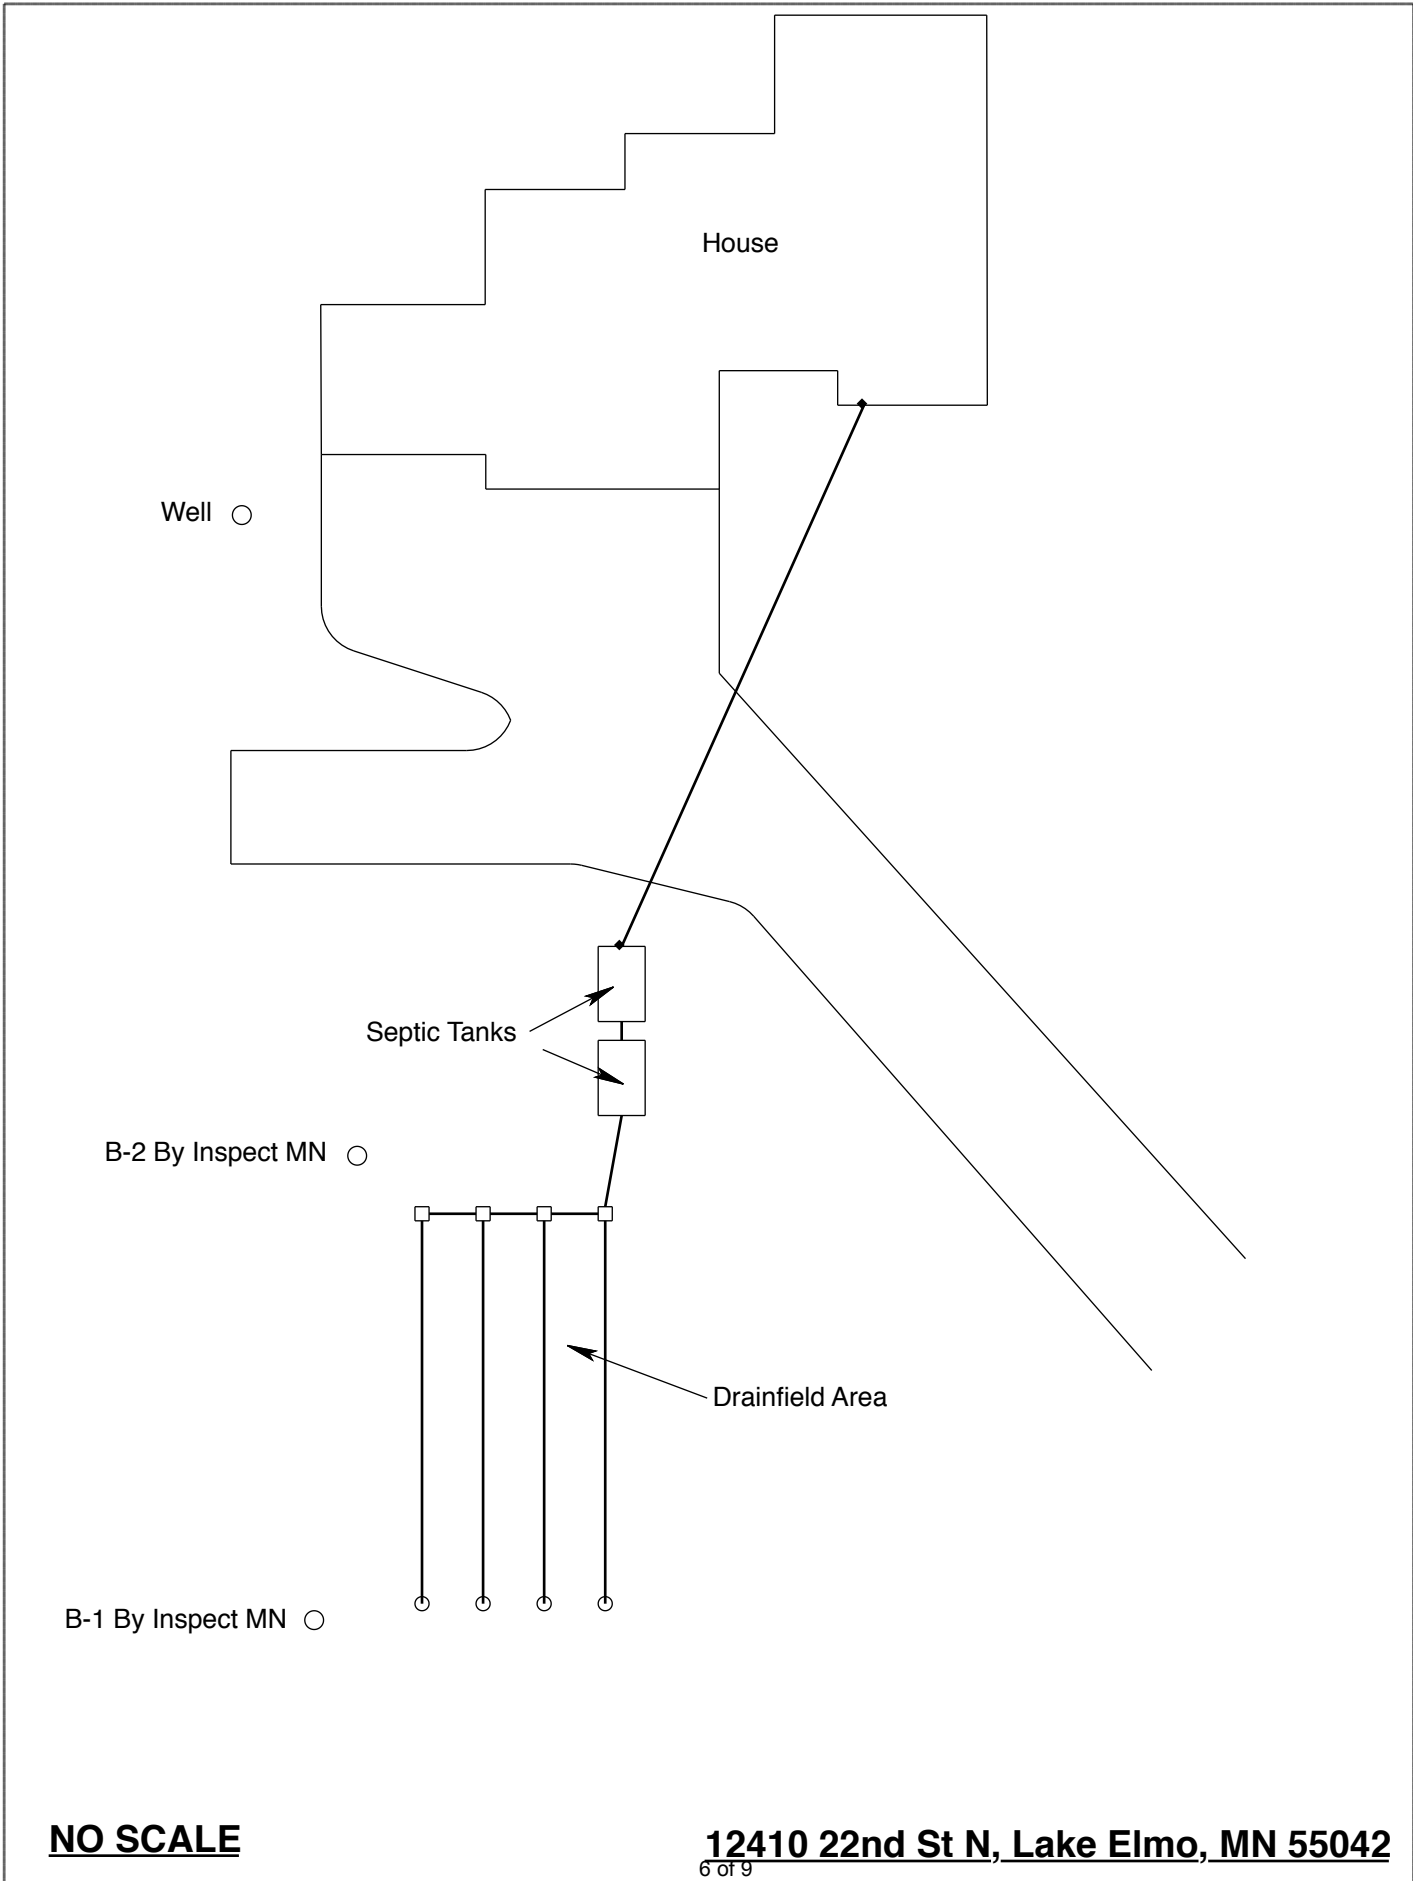 House
Well
Septic Tanks
B-2 By Inspect MN
Drainfield Area
B-1 By Inspect MN
NO SCALE
12410 22nd St N, Lake Elmo, MN 55042
6 of 9